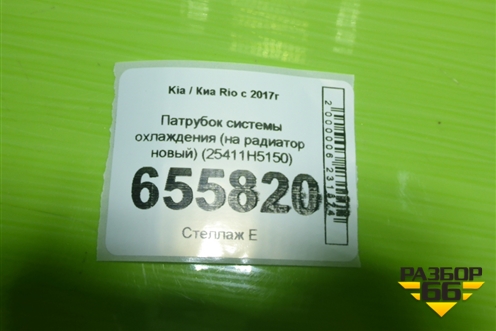 Kia / Киа Rio с 2017г
Патрубок системы
охлаждения (на радиатор
новый) (25411H5150)
655820
Стеллаж Е
РАЗБОР
66